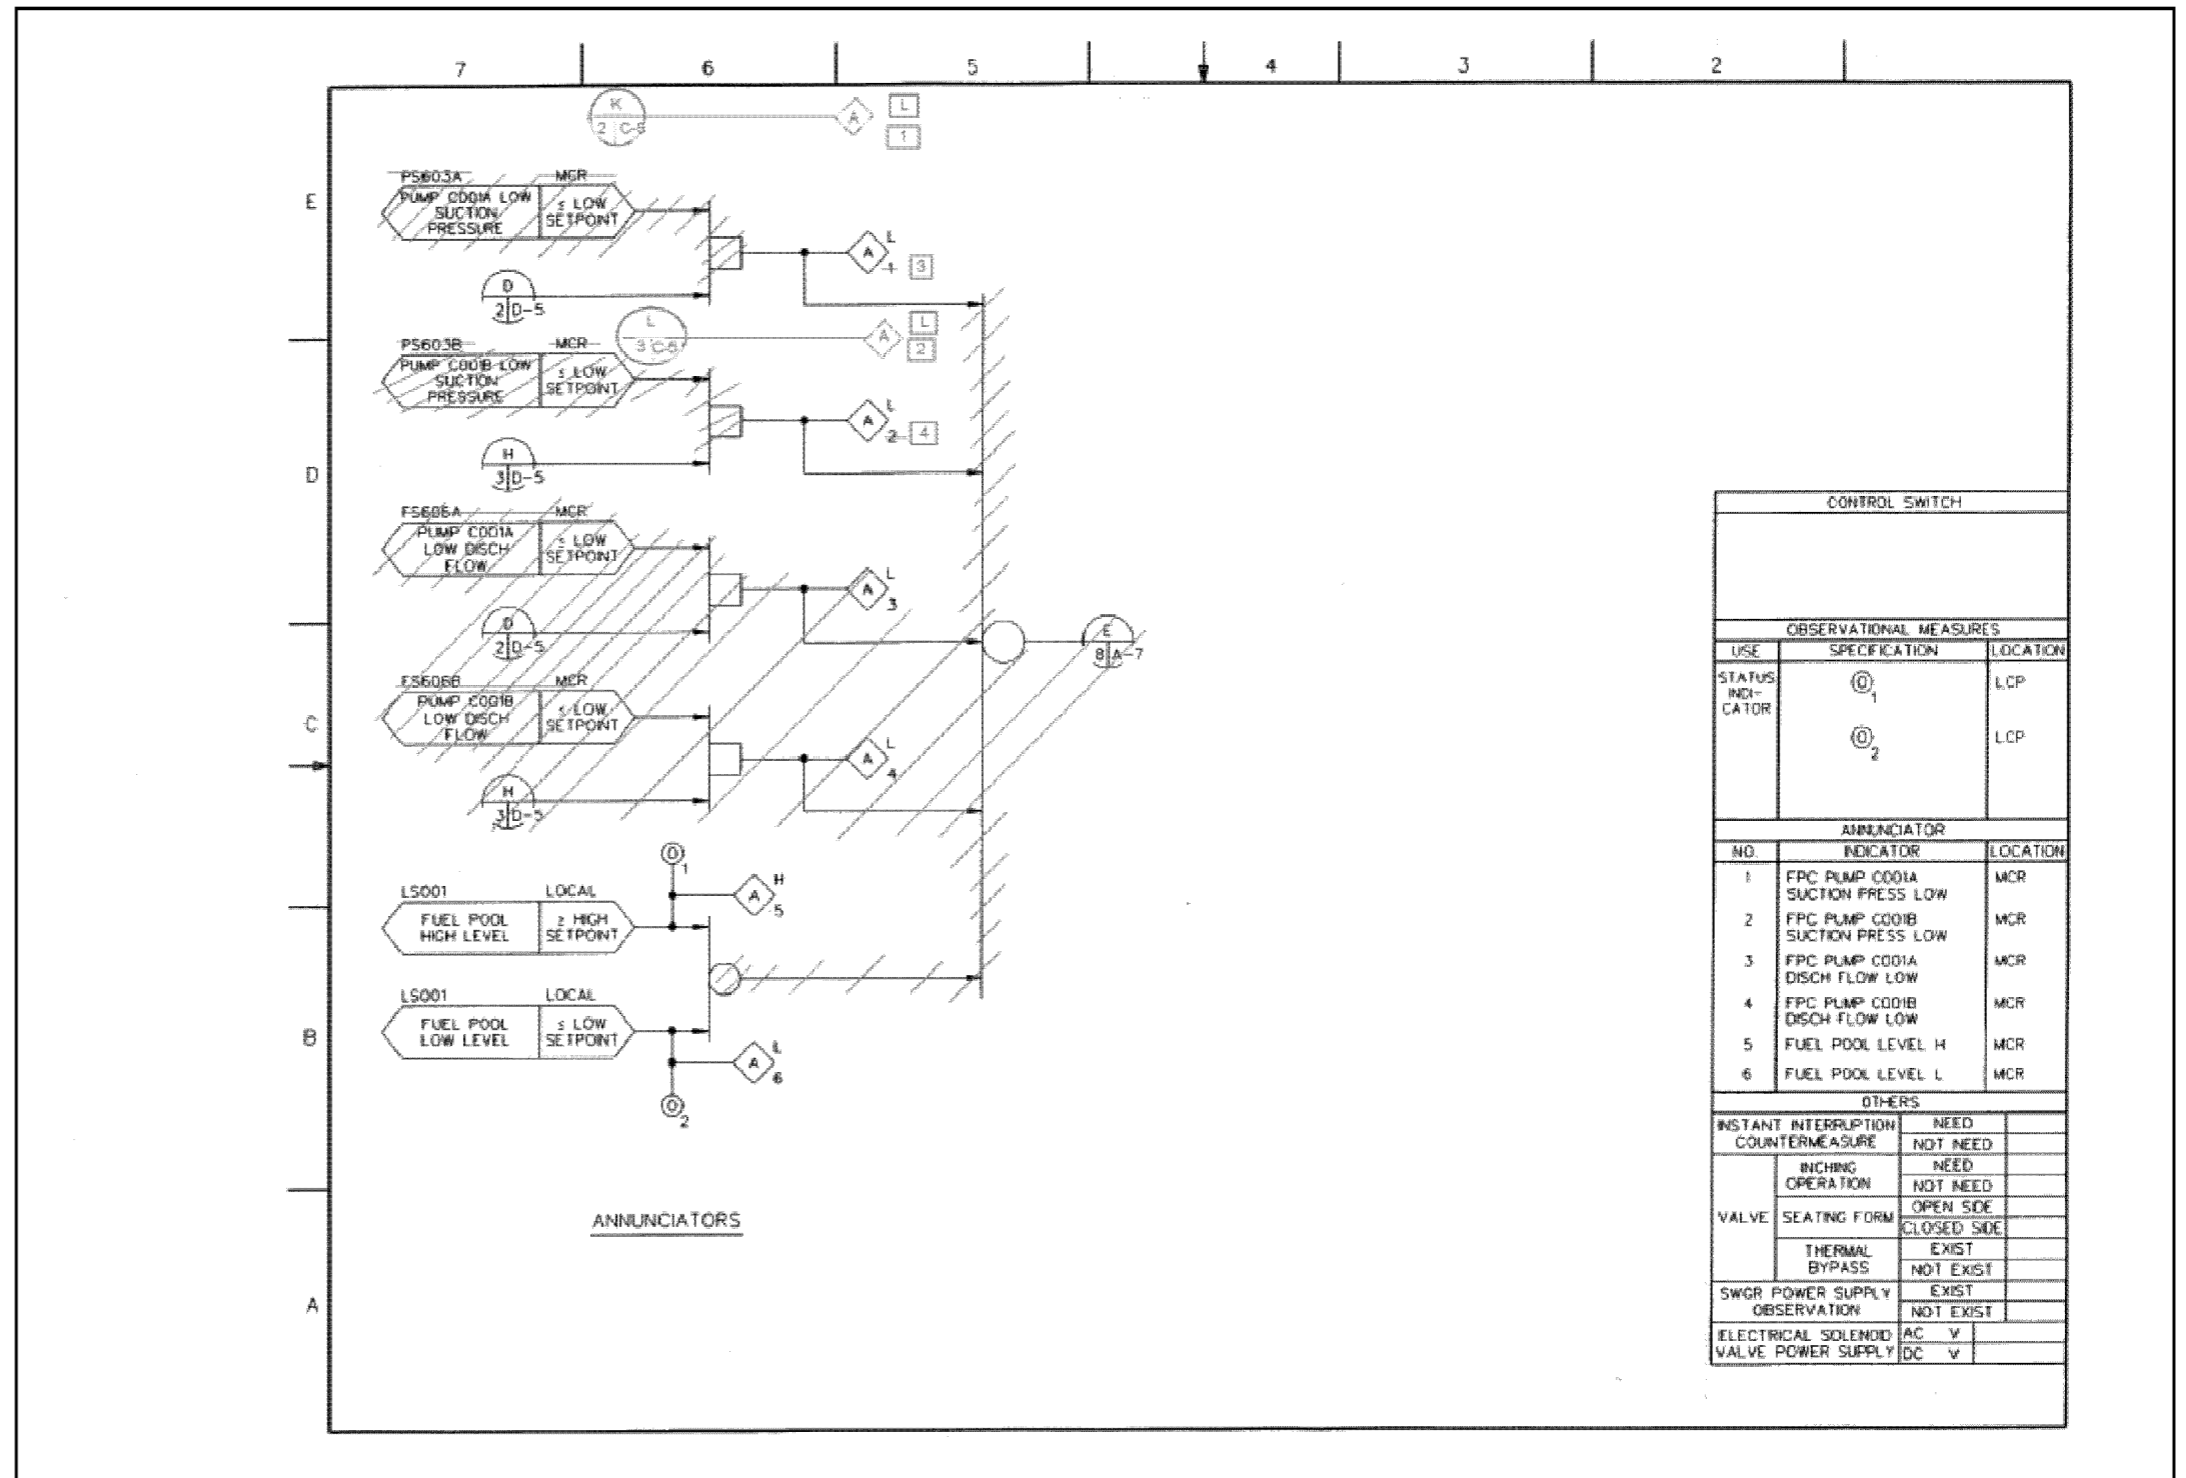 7 6 5 4 3 2
E
D
C
B
A
K
2 C-6
A L
1
PS603A MCR
PUMP C001A LOW
SUCTION
PRESSURE
≤ LOW
SETPOINT
D
2 D-5
A L
1 3
L
3 C-6
A L
2
PS603B MCR
PUMP C001B LOW
SUCTION
PRESSURE
≤ LOW
SETPOINT
H
3 D-5
A L
2 4
FS606A MCR
PUMP C001A
LOW DISCH
FLOW
≤ LOW
SETPOINT
D
2 D-5
A L
3
E
8 A-7
FS606B MCR
PUMP C001B
LOW DISCH
FLOW
≤ LOW
SETPOINT
H
3 D-5
A L
4
O 1
A H
5
LS001 LOCAL
FUEL POOL
HIGH LEVEL
≥ HIGH
SETPOINT
LS001 LOCAL
FUEL POOL
LOW LEVEL
≤ LOW
SETPOINT
A L
6
O 2
ANNUNCIATORS
CONTROL SWITCH
OBSERVATIONAL MEASURES
USE SPECIFICATION LOCATION
STATUS
INDI-
CATOR
O 1 LCP
O 2 LCP
ANNUNCIATOR
NO. INDICATOR LOCATION
1 FPC PUMP C001A MCR
SUCTION PRESS LOW
2 FPC PUMP C001B MCR
SUCTION PRESS LOW
3 FPC PUMP C001A MCR
DISCH FLOW LOW
4 FPC PUMP C001B MCR
DISCH FLOW LOW
5 FUEL POOL LEVEL H MCR
6 FUEL POOL LEVEL L MCR
OTHERS
INSTANT INTERRUPTION
COUNTERMEASURE
NEED
NOT NEED
VALVE
INCHING
OPERATION
NEED
NOT NEED
SEATING FORM
OPEN SIDE
CLOSED SIDE
THERMAL
BYPASS
EXIST
NOT EXIST
SWGR POWER SUPPLY
OBSERVATION
EXIST
NOT EXIST
ELECTRICAL SOLENOID
VALVE POWER SUPPLY
AC V
DC V